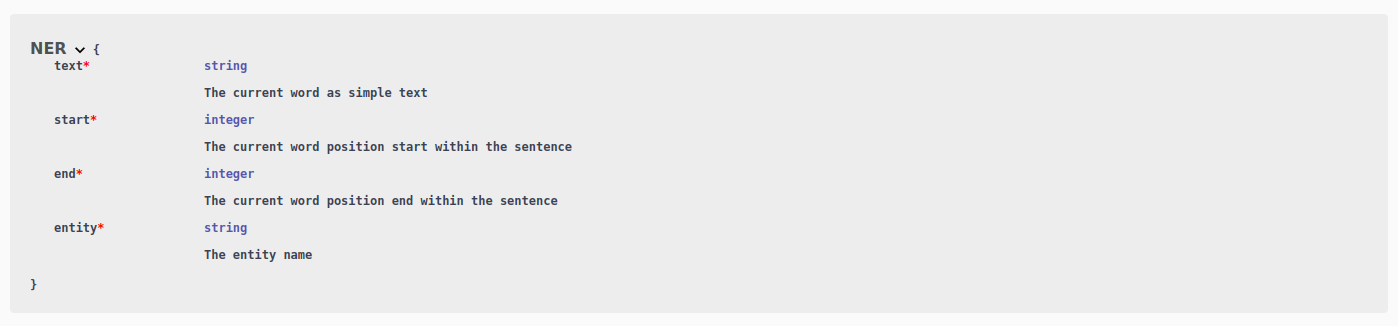 NER {
text* string
The current word as simple text
start* integer
The current word position start within the sentence
end* integer
The current word position end within the sentence
entity* string
The entity name
}